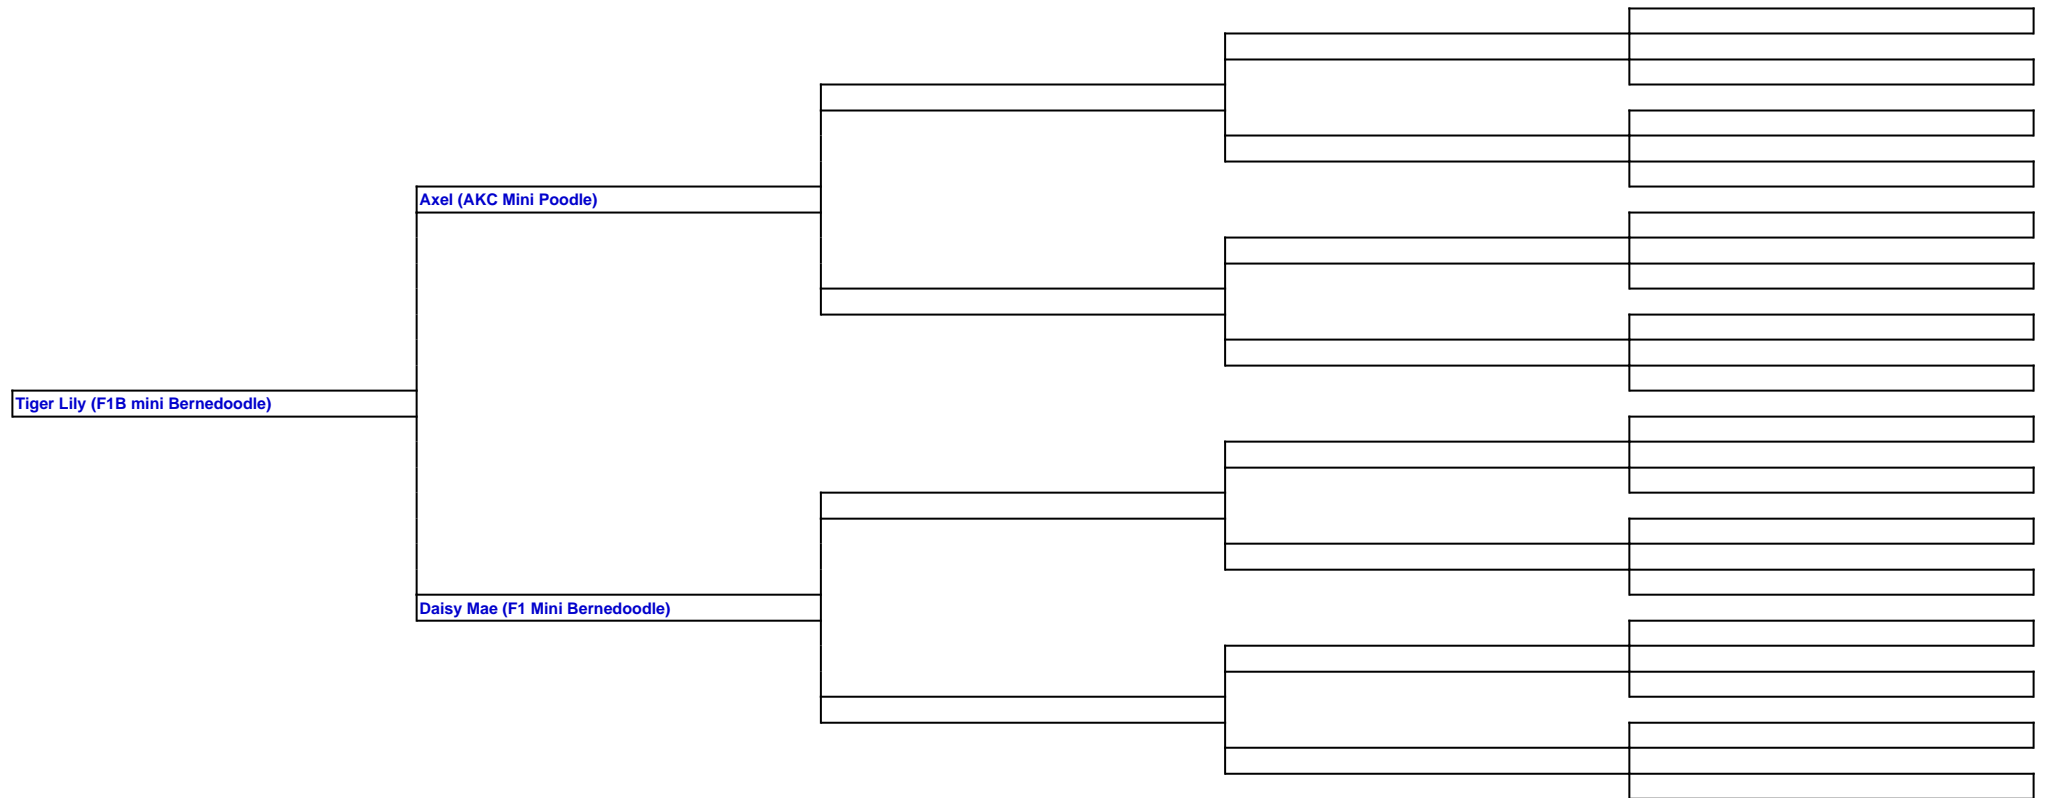 Axel (AKC Mini Poodle)
Tiger Lily (F1B mini Bernedoodle)
Daisy Mae (F1 Mini Bernedoodle)